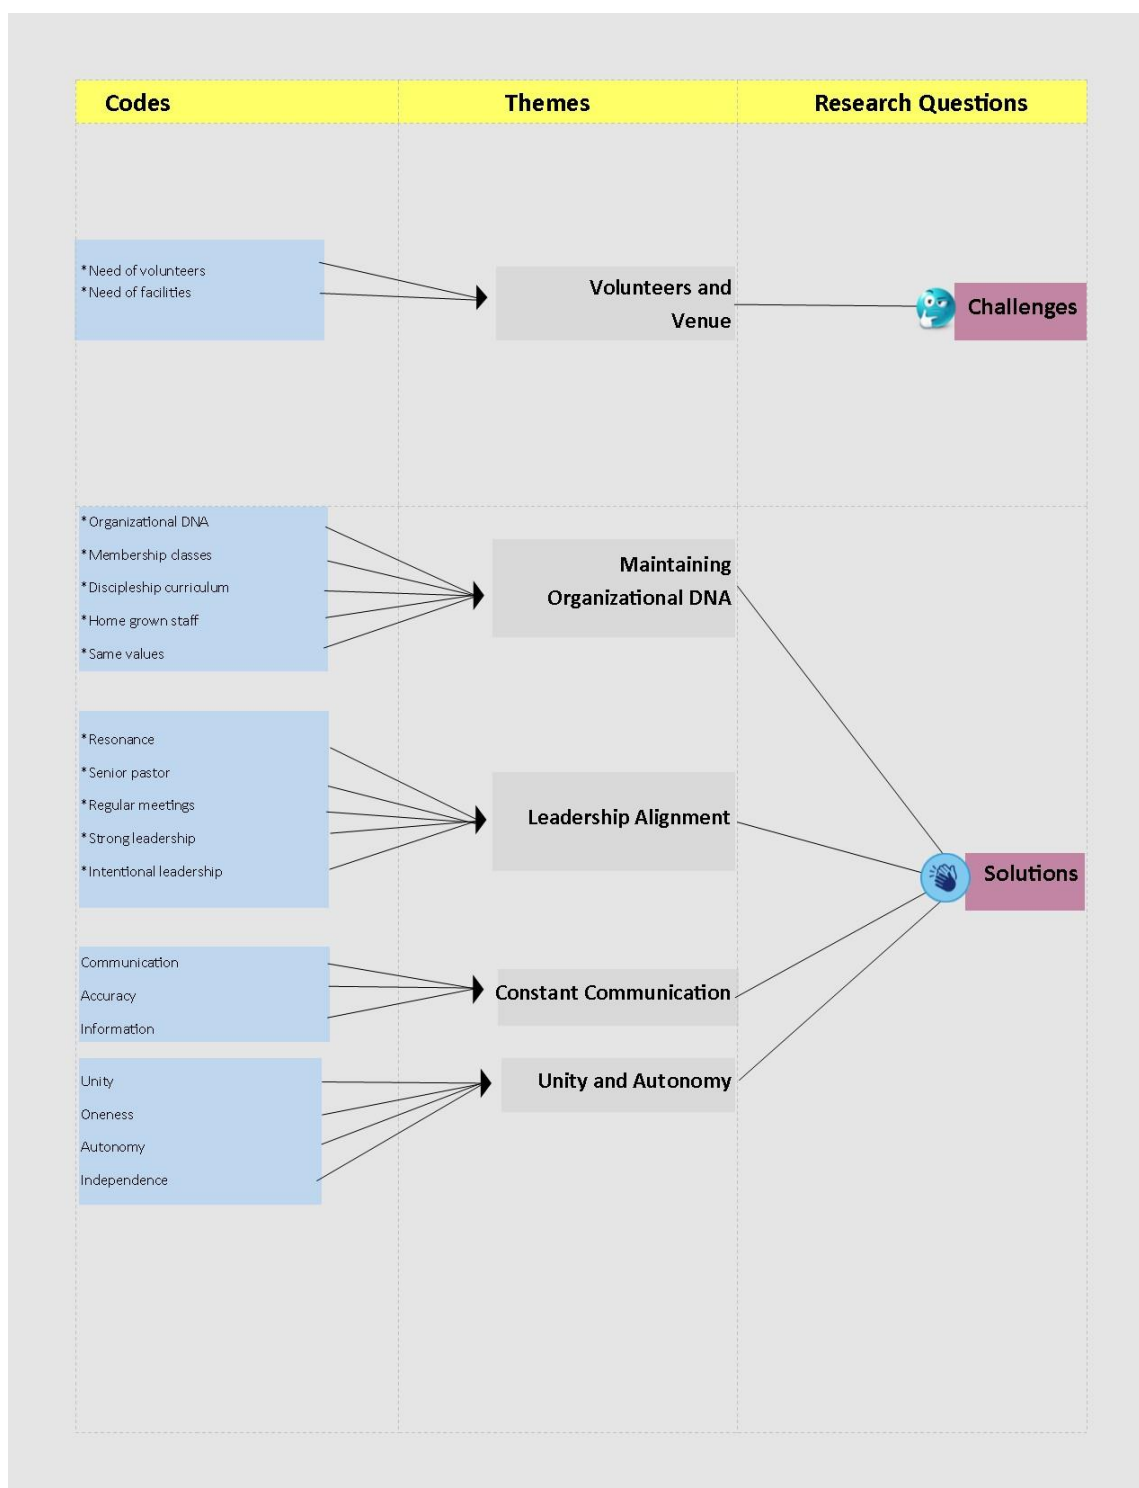 Codes
Themes
Research Questions
*Need of volunteers
*Need of facilities
Volunteers and
Venue
Challenges
*Organizational DNA
*Membership classes
*Discipleship curriculum
*Home grown staff
*Same values
Maintaining
Organizational DNA
*Resonance
*Senior pastor
*Regular meetings
*Strong leadership
*Intentional leadership
Leadership Alignment
Solutions
Communication
Accuracy
Information
Constant Communication
Unity
Oneness
Autonomy
Independence
Unity and Autonomy